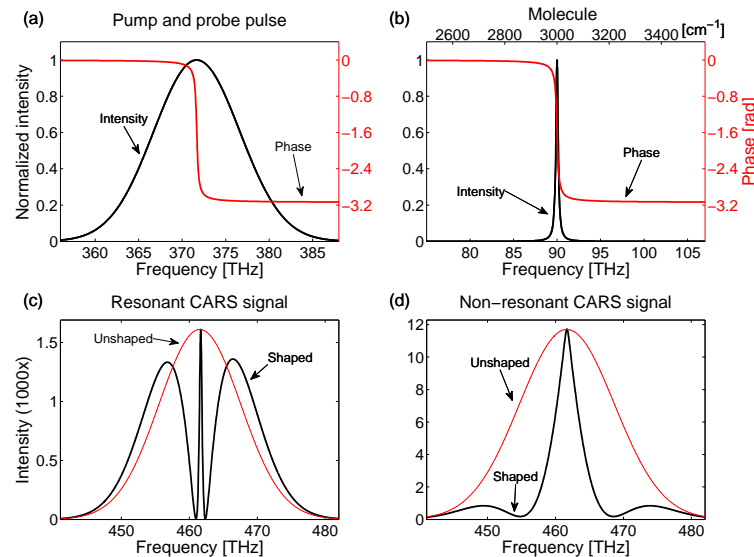 (a) Pump and probe pulse
Normalized intensity
1
0.8
0.6
0.4
0.2
0
0
−0.8
−1.6
−2.4
−3.2
Intensity
Phase
360 365 370 375 380 385
Frequency [THz]
(b) Molecule
2600 2800 3000 3200 3400 [cm⁻¹]
1
0.8
0.6
0.4
0.2
0
0
−0.8
−1.6
−2.4
−3.2
Phase [rad]
Phase
Intensity
80 85 90 95 100 105
Frequency [THz]
(c) Resonant CARS signal
Intensity (1000x)
1.5
1
0.5
0
Unshaped
Shaped
450 460 470 480
Frequency [THz]
(d) Non−resonant CARS signal
12
10
8
6
4
2
0
Unshaped
Shaped
450 460 470 480
Frequency [THz]